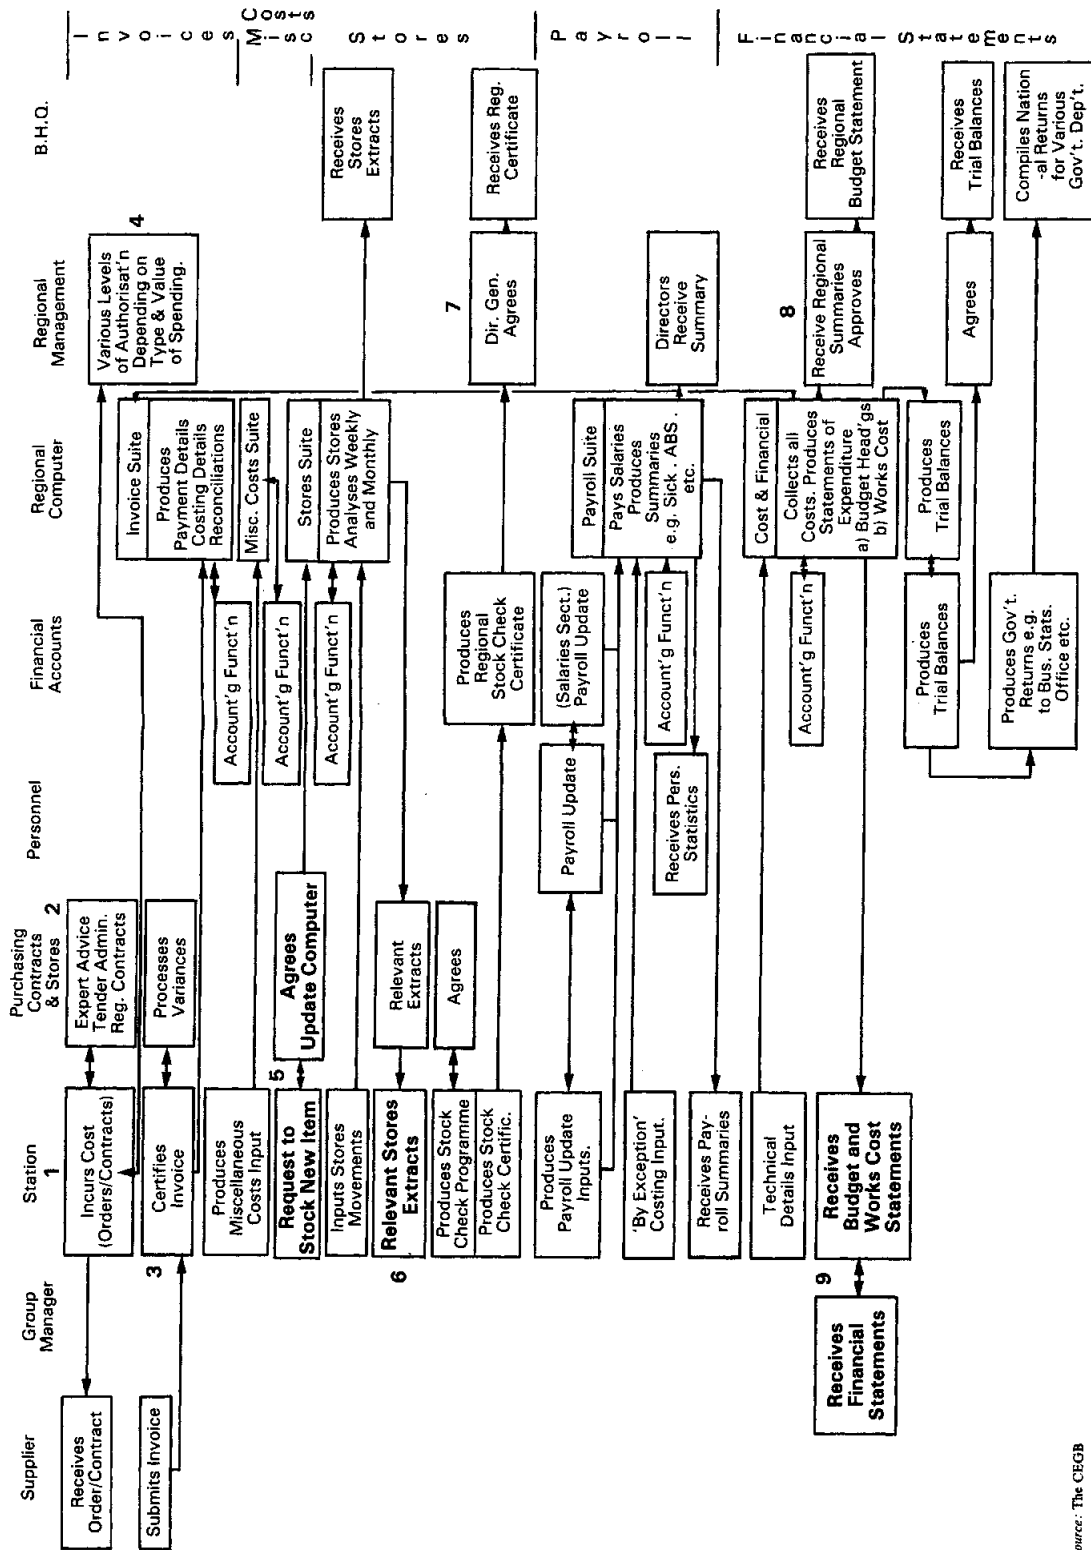 Supplier
Group
Manager
Station
Purchasing
Contracts
& Stores
Personnel
Financial
Accounts
Regional
Computer
Regional
Management
B.H.Q.
Invoices
Misc
Costs
Stores
Payroll
Financial Statements
Receives
Order/Contract
1
Incurs Cost
(Orders/Contracts)
2
Expert Advice
Tender Admin.
Reg. Contracts
Invoice Suite
Produces
Payment Details
Costing Details
Reconciliations
4
Various Levels
of Authorisat'n
Depending on
Type & Value
of Spending.
Submits Invoice
3
Certifies
Invoice
Processes
Variances
Account'g Funct'n
Produces
Miscellaneous
Costs Input
Account'g Funct'n
Misc. Costs Suite
5
Request to
Stock New Item
Agrees
Update Computer
Account'g Funct'n
Stores Suite
Produces Stores
Analyses Weekly
and Monthly
Receives
Stores
Extracts
Inputs Stores
Movements
6
Relevant Stores
Extracts
Relevant
Extracts
Produces Stock
Check Programme
Produces Stock
Check Certific.
Agrees
Produces
Regional
Stock Check
Certificate
7
Dir. Gen.
Agrees
Receives Reg.
Certificate
Produces
Payroll Update
Inputs.
Payroll Update
(Salaries Sect.)
Payroll Update
Payroll Suite
Pays Salaries
Produces
Summaries
e.g. Sick . ABS .
etc.
Directors
Receive
Summary
'By Exception'
Costing Input.
Account'g Funct'n
Receives Pers.
Statistics
Receives Pay-
roll Summaries
Technical
Details Input
Cost & Financial
Collects all
Costs. Produces
Statements of
Expenditure
a) Budget Head'gs
b) Works Cost
8
Receive Regional
Summaries
Approves
Receives
Regional
Budget Statement
Account'g Funct'n
9
Receives
Financial
Statements
Receives
Budget and
Works Cost
Statements
Produces
Trial Balances
Produces
Trial Balances
Agrees
Receives
Trial Balances
Produces Gov't.
Returns e.g.
to Bus. Stats.
Office etc.
Compiles Nation
-al Returns
for Various
Gov't. Dep't.
ource: The CEGB